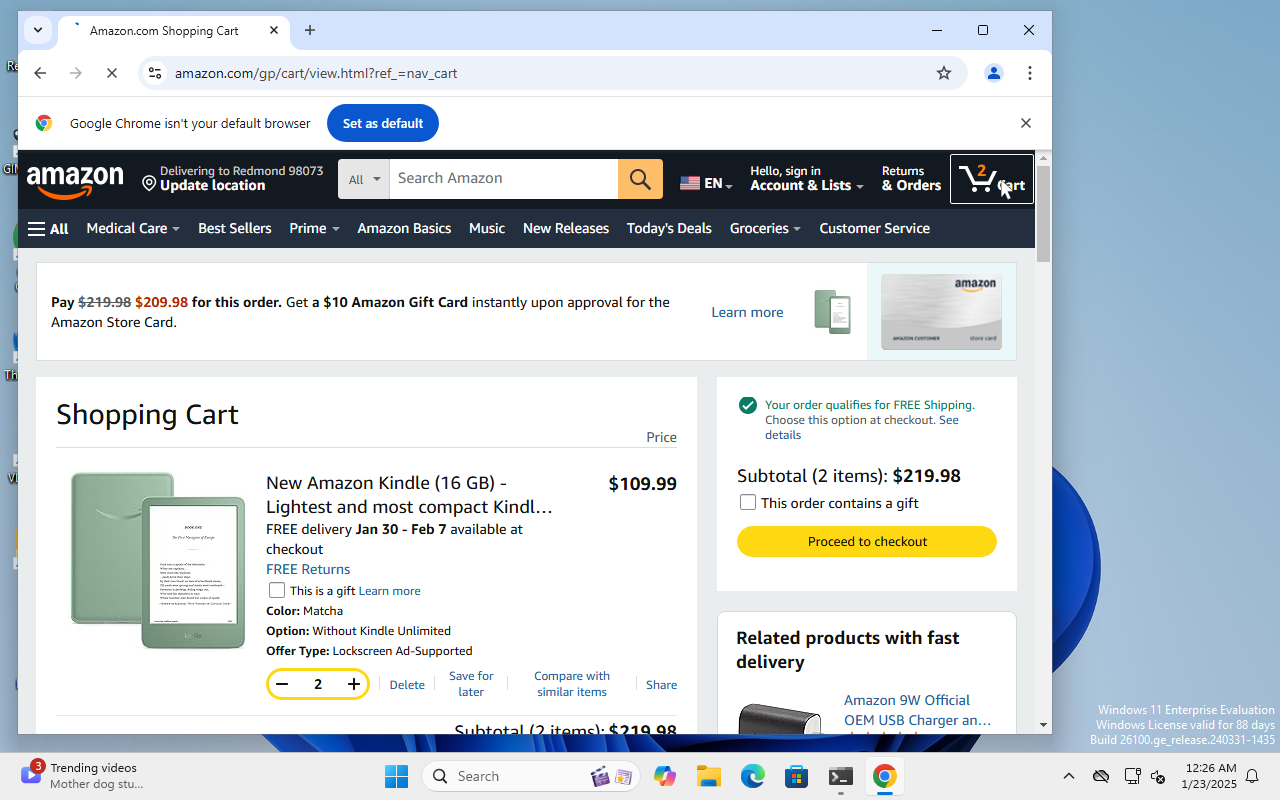 Amazon.com Shopping Cart
amazon.com/gp/cart/view.html?ref_=nav_cart
Google Chrome isn't your default browser
Set as default
amazon
Delivering to Redmond 98073
Update location
All
Search Amazon
EN
Hello, sign in
Account & Lists
Returns
& Orders
2
Cart
All
Medical Care
Best Sellers
Prime
Amazon Basics
Music
New Releases
Today's Deals
Groceries
Customer Service
Pay $219.98 $209.98 for this order. Get a $10 Amazon Gift Card instantly upon approval for the
Amazon Store Card.
Learn more
amazon
AMAZON CUSTOMER
store card
Shopping Cart
Price
New Amazon Kindle (16 GB) -
Lightest and most compact Kindl...
$109.99
FREE delivery Jan 30 - Feb 7 available at
checkout
FREE Returns
This is a gift Learn more
Color: Matcha
Option: Without Kindle Unlimited
Offer Type: Lockscreen Ad-Supported
2
Delete
Save for
later
Compare with
similar items
Share
Subtotal (2 items): $219.98
Your order qualifies for FREE Shipping.
Choose this option at checkout. See
details
Subtotal (2 items): $219.98
This order contains a gift
Proceed to checkout
Related products with fast
delivery
Amazon 9W Official
OEM USB Charger an...
Windows 11 Enterprise Evaluation
Windows License valid for 88 days
Build 26100.ge_release.240331-1435
3
Trending videos
Mother dog stu...
Search
12:26 AM
1/23/2025